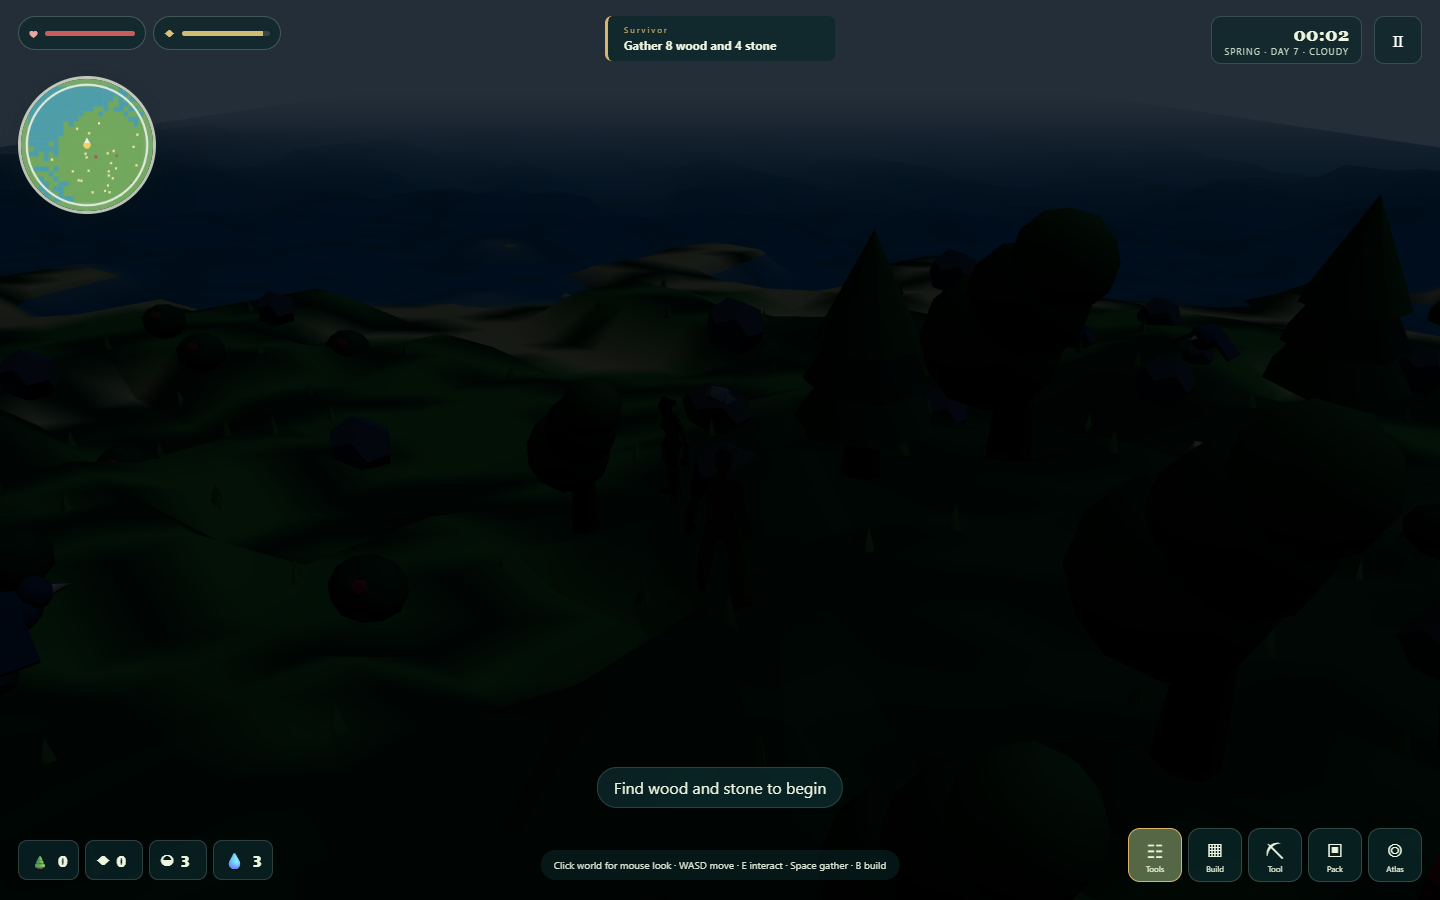 Survivor
Gather 8 wood and 4 stone
00:02
SPRING · DAY 7 · CLOUDY
II
Find wood and stone to begin
0
0
3
3
Click world for mouse look · WASD move · E interact · Space gather · B build
Tools
Build
Tool
Pack
Atlas